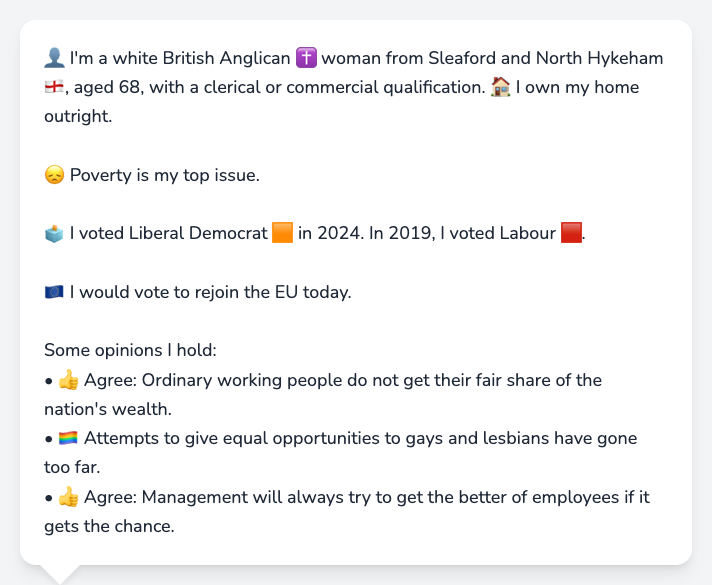 👤 I'm a white British Anglican ✝️ woman from Sleaford and North Hykeham
🏴󠁧󠁢󠁥󠁮󠁧󠁿, aged 68, with a clerical or commercial qualification. 🏠 I own my home
outright.
😞 Poverty is my top issue.
🗳️ I voted Liberal Democrat 🟧 in 2024. In 2019, I voted Labour 🟥.
🇪🇺 I would vote to rejoin the EU today.
Some opinions I hold:
• 👍 Agree: Ordinary working people do not get their fair share of the
nation's wealth.
• 🏳️‍🌈 Attempts to give equal opportunities to gays and lesbians have gone
too far.
• 👍 Agree: Management will always try to get the better of employees if it
gets the chance.